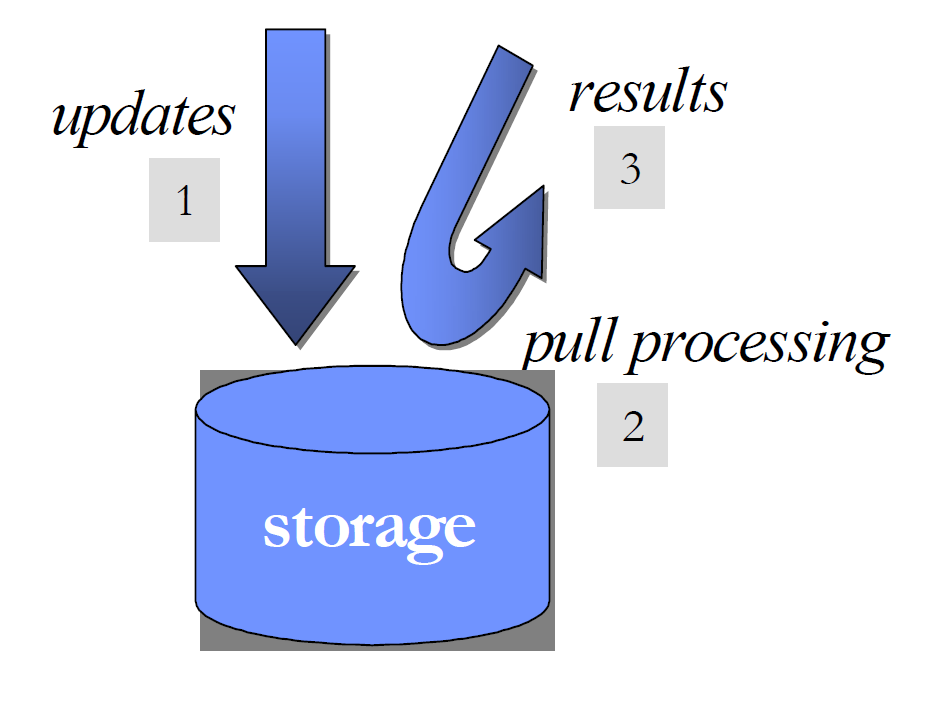 updates
1
results
3
pull processing
2
storage